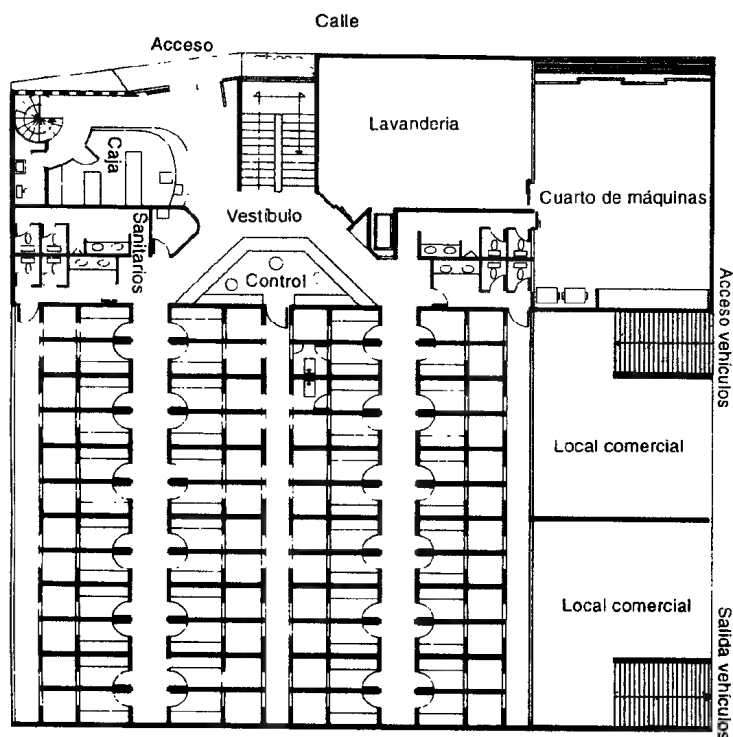 Calle
Acceso
Lavanderia
Caja
Cuarto de máquinas
Sanitarios
Vestíbulo
Control
Acceso vehículos
Local comercial
Local comercial
Salida vehículos